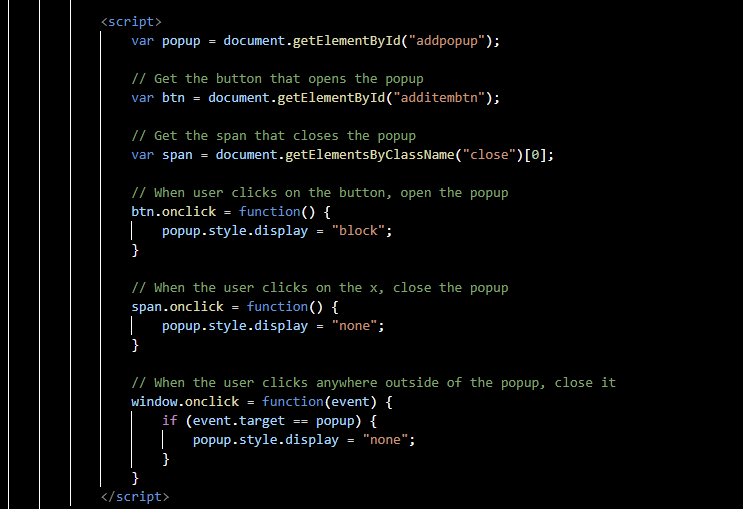 <script>
var popup = document.getElementById("addpopup");
// Get the button that opens the popup
var btn = document.getElementById("additembtn");
// Get the span that closes the popup
var span = document.getElementsByClassName("close")[0];
// When user clicks on the button, open the popup
btn.onclick = function() {
popup.style.display = "block";
}
// When the user clicks on the x, close the popup
span.onclick = function() {
popup.style.display = "none";
}
// When the user clicks anywhere outside of the popup, close it
window.onclick = function(event) {
if (event.target == popup) {
popup.style.display = "none";
}
}
</script>